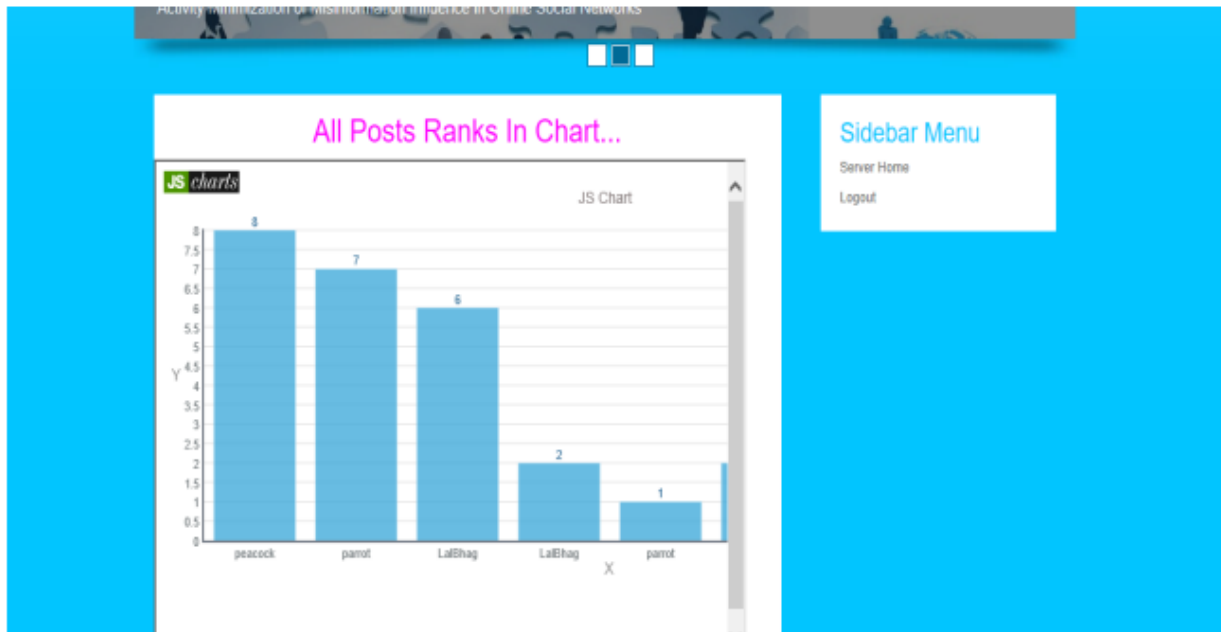 Activity Minimization of Misinformation Influence in Online Social Networks
All Posts Ranks In Chart...
Sidebar Menu
Server Home
Logout
JS charts
JS Chart
8
7
6
2
1
8
7.5
7
6.5
6
5.5
5
4.5
4
3.5
3
2.5
2
1.5
1
0.5
0
Y
peacock parrot LalBhag LalBhag parrot
X